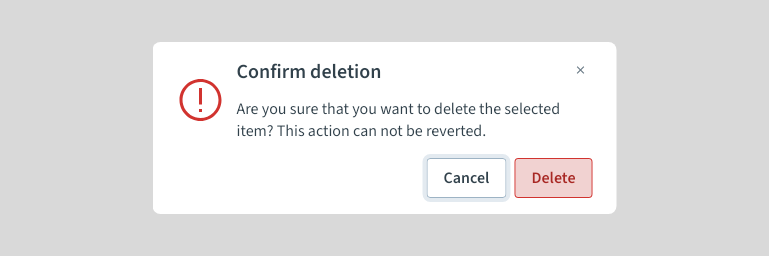 Confirm deletion
×
Are you sure that you want to delete the selected
item? This action can not be reverted.
Cancel
Delete